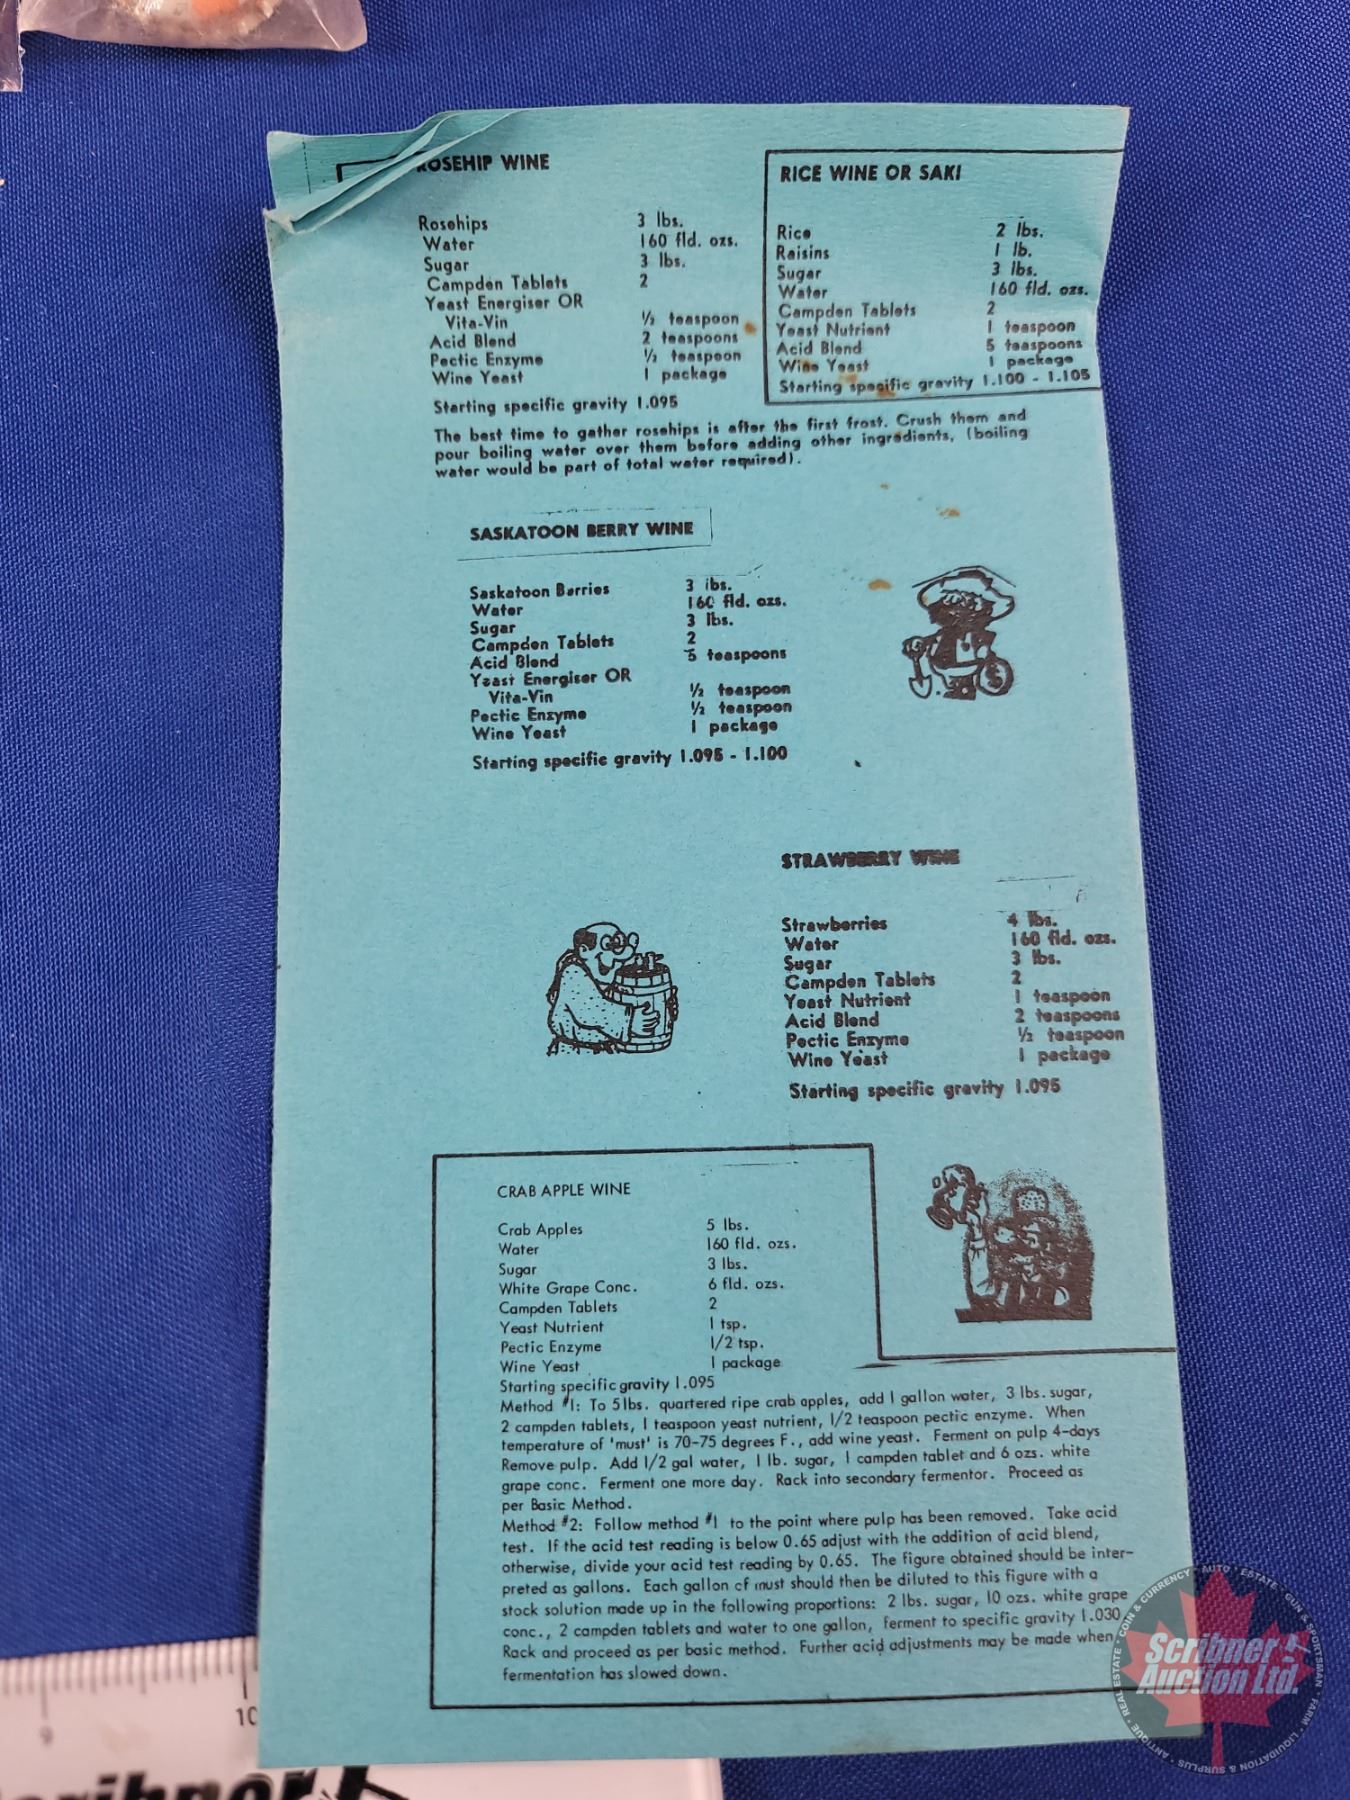 ROSEHIP WINE
Rosehips 3 lbs.
Water 160 fld. ozs.
Sugar 3 lbs.
Campden Tablets 2
Yeast Energiser OR
Vita-Vin ½ teaspoon
Acid Blend 2 teaspoons
Pectic Enzyme ½ teaspoon
Wine Yeast 1 package
Starting specific gravity 1.095
The best time to gather rosehips is after the first frost. Crush them and
pour boiling water over them before adding other ingredients, (boiling
water would be part of total water required).
RICE WINE OR SAKI
Rice 2 lbs.
Raisins 1 lb.
Sugar 3 lbs.
Water 160 fld. ozs.
Campden Tablets 2
Yeast Nutrient 1 teaspoon
Acid Blend 5 teaspoons
Wine Yeast 1 package
Starting specific gravity 1.100 - 1.105
SASKATOON BERRY WINE
Saskatoon Berries 3 lbs.
Water 160 fld. ozs.
Sugar 3 lbs.
Campden Tablets 2
Acid Blend 5 teaspoons
Yeast Energiser OR
Vita-Vin ½ teaspoon
Pectic Enzyme ½ teaspoon
Wine Yeast 1 package
Starting specific gravity 1.095 - 1.100
$
STRAWBERRY WINE
Strawberries 4 lbs.
Water 160 fld. ozs.
Sugar 3 lbs.
Campden Tablets 2
Yeast Nutrient 1 teaspoon
Acid Blend 2 teaspoons
Pectic Enzyme ½ teaspoon
Wine Yeast 1 package
Starting specific gravity 1.095
CRAB APPLE WINE
Crab Apples 5 lbs.
Water 160 fld. ozs.
Sugar 3 lbs.
White Grape Conc. 6 fld. ozs.
Campden Tablets 2
Yeast Nutrient 1 tsp.
Pectic Enzyme 1/2 tsp.
Wine Yeast 1 package
Starting specific gravity 1.095
Method #1: To 5lbs. quartered ripe crab apples, add 1 gallon water, 3 lbs. sugar,
2 campden tablets, 1 teaspoon yeast nutrient, 1/2 teaspoon pectic enzyme. When
temperature of 'must' is 70-75 degrees F., add wine yeast. Ferment on pulp 4-days
Remove pulp. Add 1/2 gal water, 1 lb. sugar, 1 campden tablet and 6 ozs. white
grape conc. Ferment one more day. Rack into secondary fermentor. Proceed as
per Basic Method.
Method #2: Follow method #1 to the point where pulp has been removed. Take acid
test. If the acid test reading is below 0.65 adjust with the addition of acid blend,
otherwise, divide your acid test reading by 0.65. The figure obtained should be inter-
preted as gallons. Each gallon of must should then be diluted to this figure with a
stock solution made up in the following proportions: 2 lbs. sugar, 10 ozs. white grape
conc., 2 campden tablets and water to one gallon, ferment to specific gravity 1.030
Rack and proceed as per basic method. Further acid adjustments may be made when
fermentation has slowed down.
9 10
Scribner
Scribner
Auction Ltd.
ANTIQUE · REAL ESTATE · COIN & CURRENCY · AUTO · ESTATE · GUN & SPORTSMAN · FARM · LIQUIDATION & SURPLUS